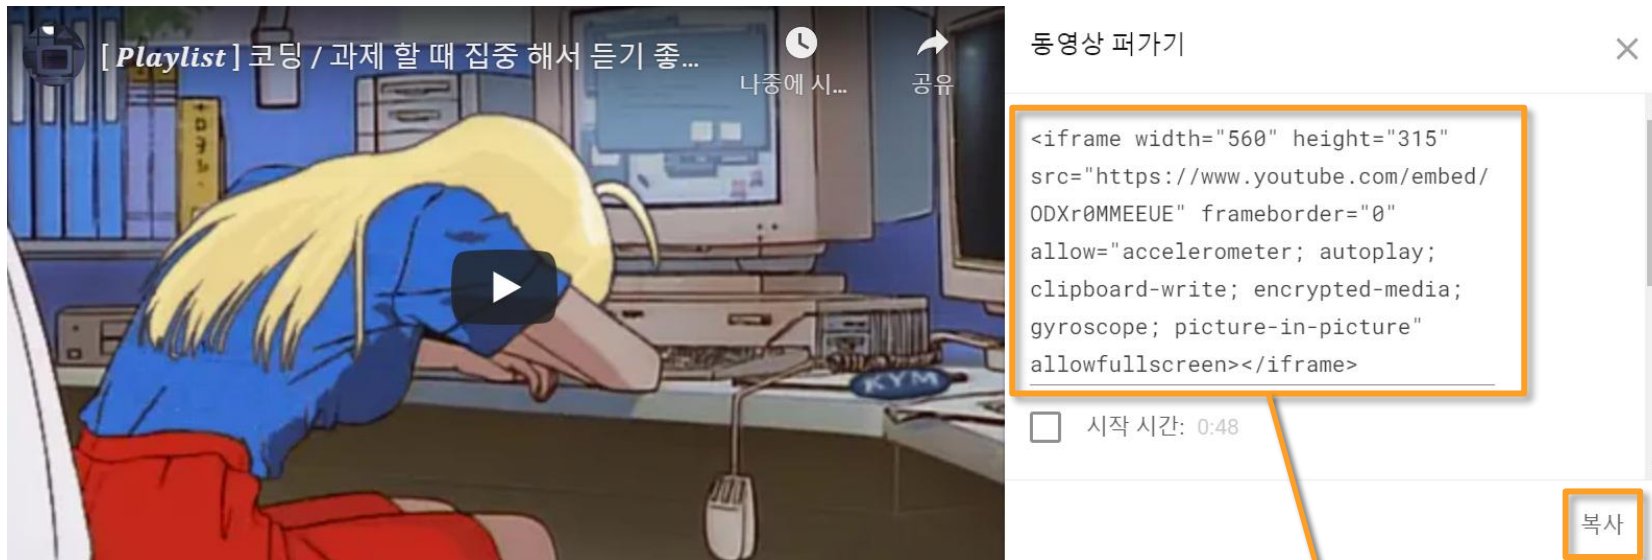 [ Playlist ] 코딩 / 과제 할 때 집중 해서 듣기 좋...
나중에 시...
공유
KYM
동영상 퍼가기
<iframe width="560" height="315"
src="https://www.youtube.com/embed/
ODXr0MMEEUE" frameborder="0"
allow="accelerometer; autoplay;
clipboard-write; encrypted-media;
gyroscope; picture-in-picture"
allowfullscreen></iframe>
시작 시간: 0:48
복사